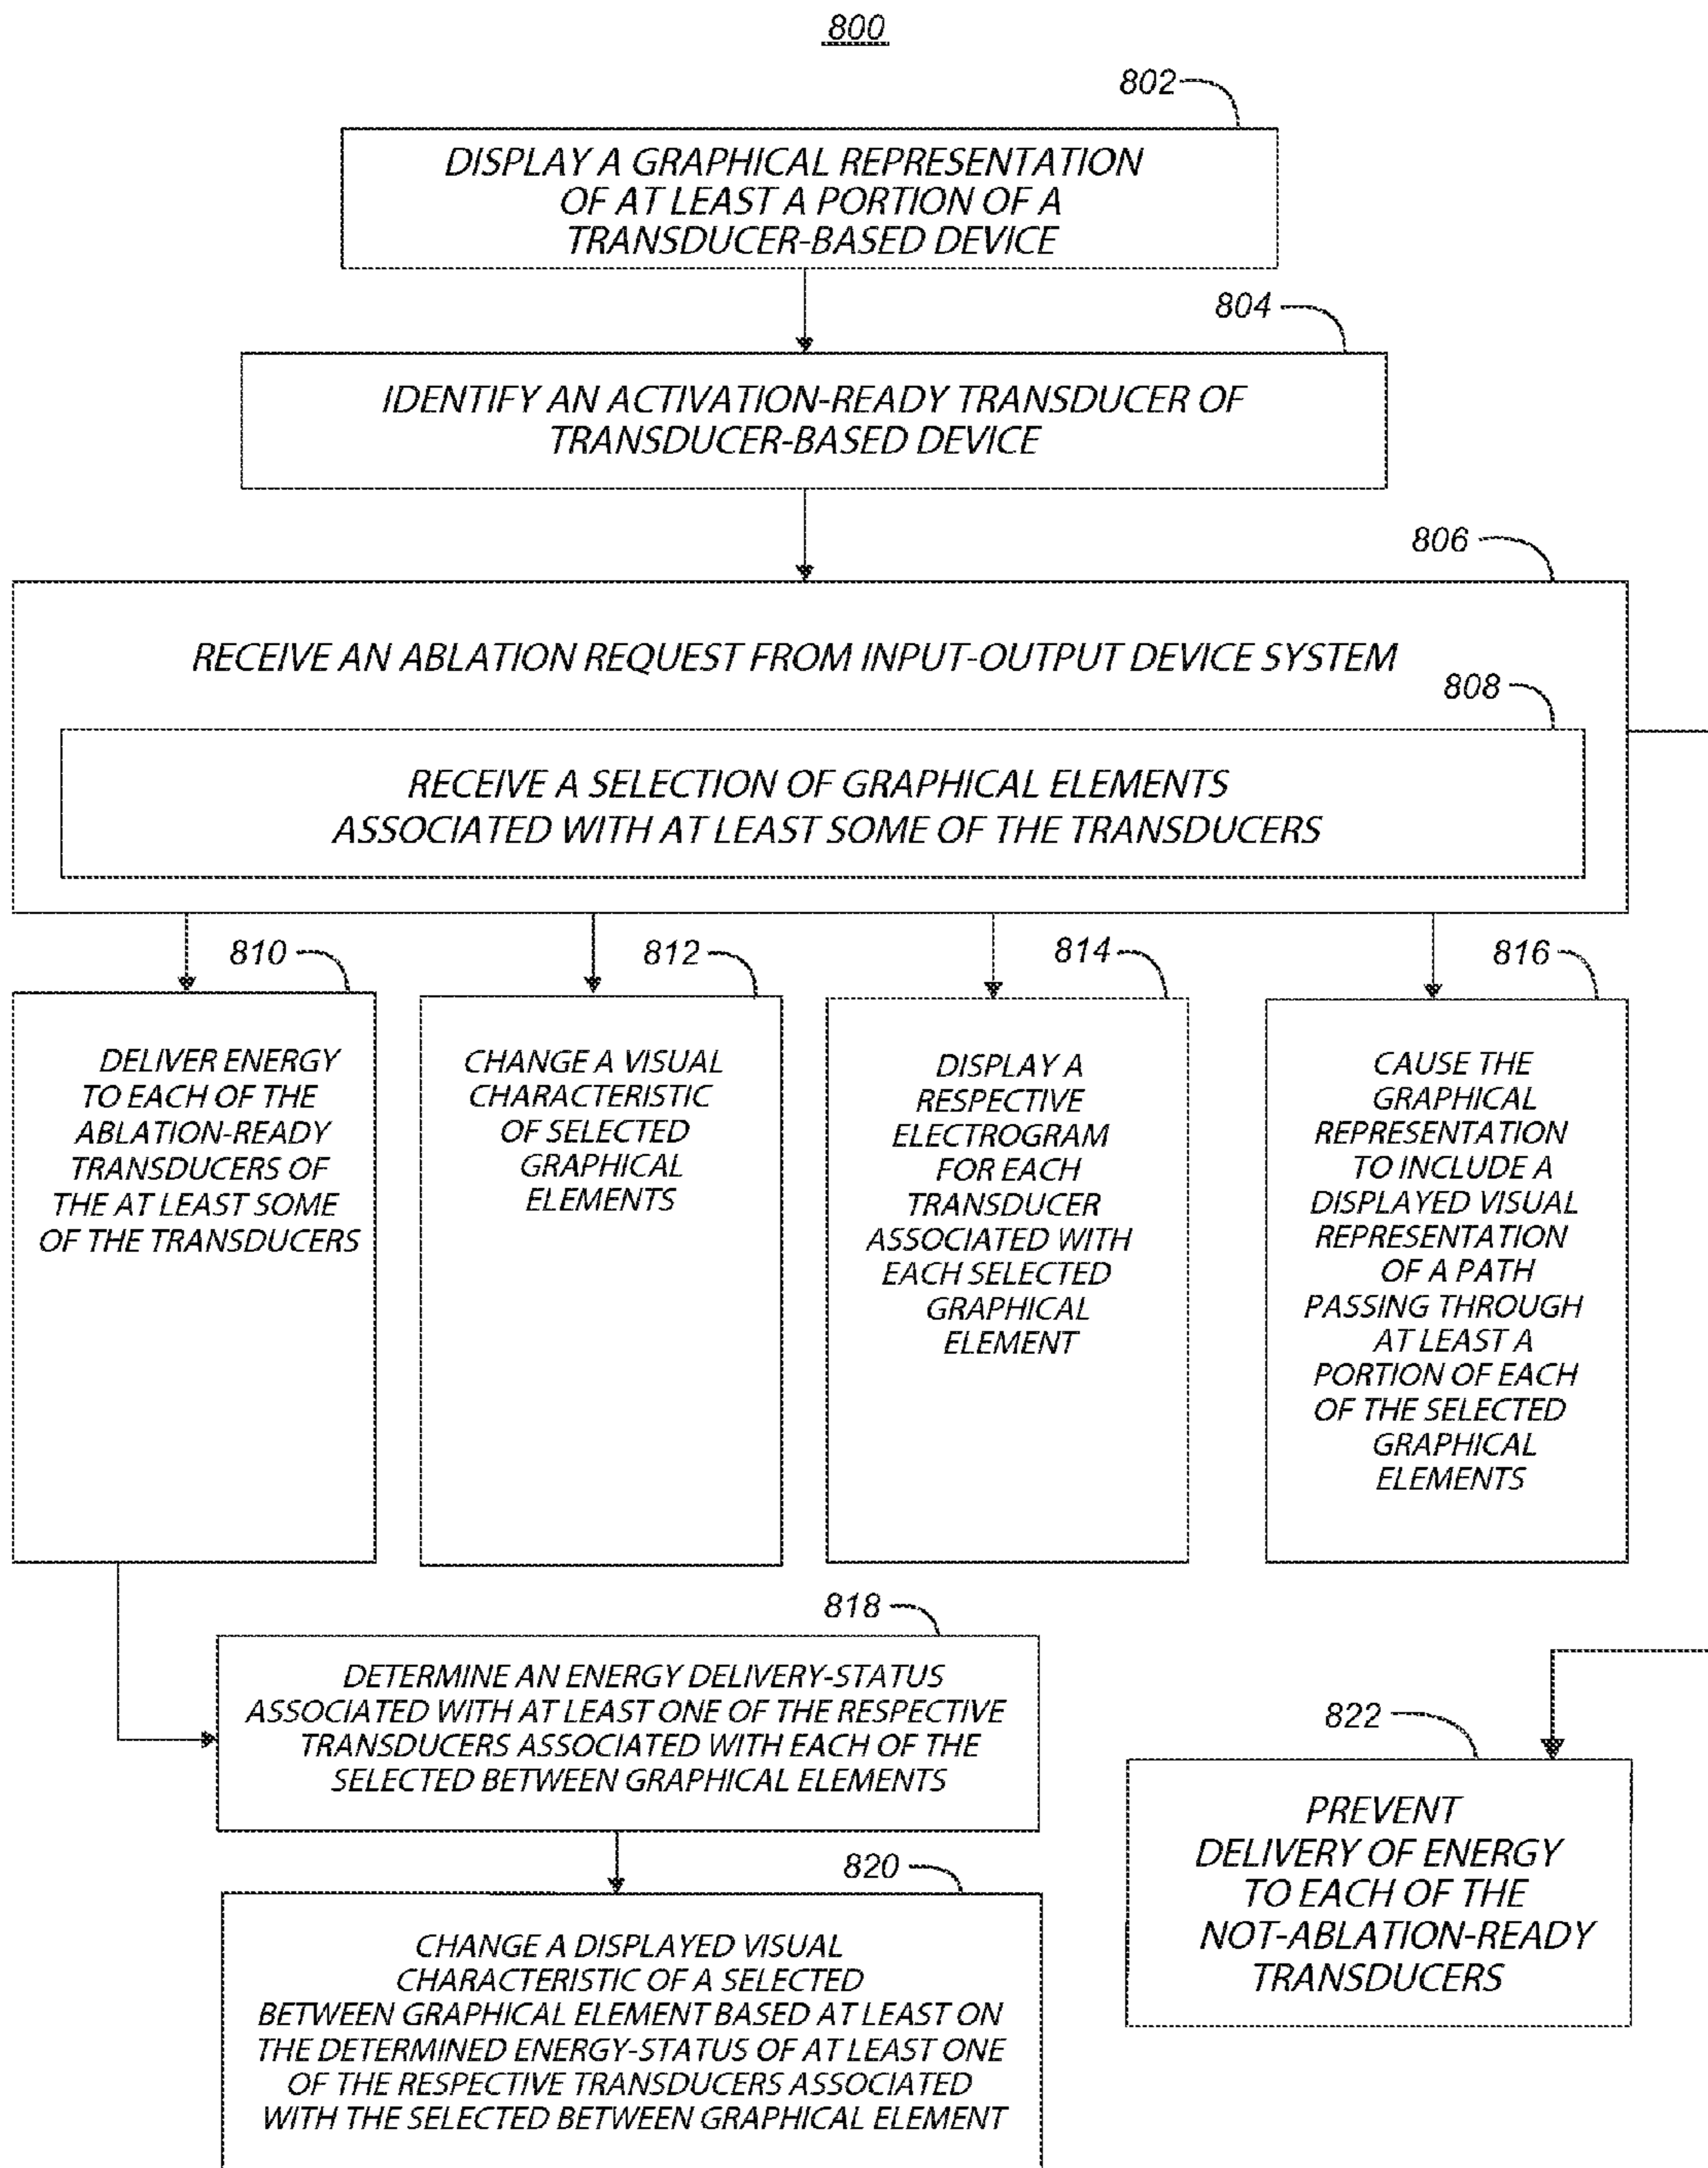 800
802
DISPLAY A GRAPHICAL REPRESENTATION
OF AT LEAST A PORTION OF A
TRANSDUCER-BASED DEVICE
804
IDENTIFY AN ACTIVATION-READY TRANSDUCER OF
TRANSDUCER-BASED DEVICE
806
RECEIVE AN ABLATION REQUEST FROM INPUT-OUTPUT DEVICE SYSTEM
808
RECEIVE A SELECTION OF GRAPHICAL ELEMENTS
ASSOCIATED WITH AT LEAST SOME OF THE TRANSDUCERS
810
DELIVER ENERGY
TO EACH OF THE
ABLATION-READY
TRANSDUCERS OF
THE AT LEAST SOME
OF THE TRANSDUCERS
812
CHANGE A VISUAL
CHARACTERISTIC
OF SELECTED
GRAPHICAL
ELEMENTS
814
DISPLAY A
RESPECTIVE
ELECTROGRAM
FOR EACH
TRANSDUCER
ASSOCIATED WITH
EACH SELECTED
GRAPHICAL
ELEMENT
816
CAUSE THE
GRAPHICAL
REPRESENTATION
TO INCLUDE A
DISPLAYED VISUAL
REPRESENTATION
OF A PATH
PASSING THROUGH
AT LEAST A
PORTION OF EACH
OF THE SELECTED
GRAPHICAL
ELEMENTS
818
DETERMINE AN ENERGY DELIVERY-STATUS
ASSOCIATED WITH AT LEAST ONE OF THE RESPECTIVE
TRANSDUCERS ASSOCIATED WITH EACH OF THE
SELECTED BETWEEN GRAPHICAL ELEMENTS
820
CHANGE A DISPLAYED VISUAL
CHARACTERISTIC OF A SELECTED
BETWEEN GRAPHICAL ELEMENT BASED AT LEAST ON
THE DETERMINED ENERGY-STATUS OF AT LEAST ONE
OF THE RESPECTIVE TRANSDUCERS ASSOCIATED
WITH THE SELECTED BETWEEN GRAPHICAL ELEMENT
822
PREVENT
DELIVERY OF ENERGY
TO EACH OF THE
NOT-ABLATION-READY
TRANSDUCERS